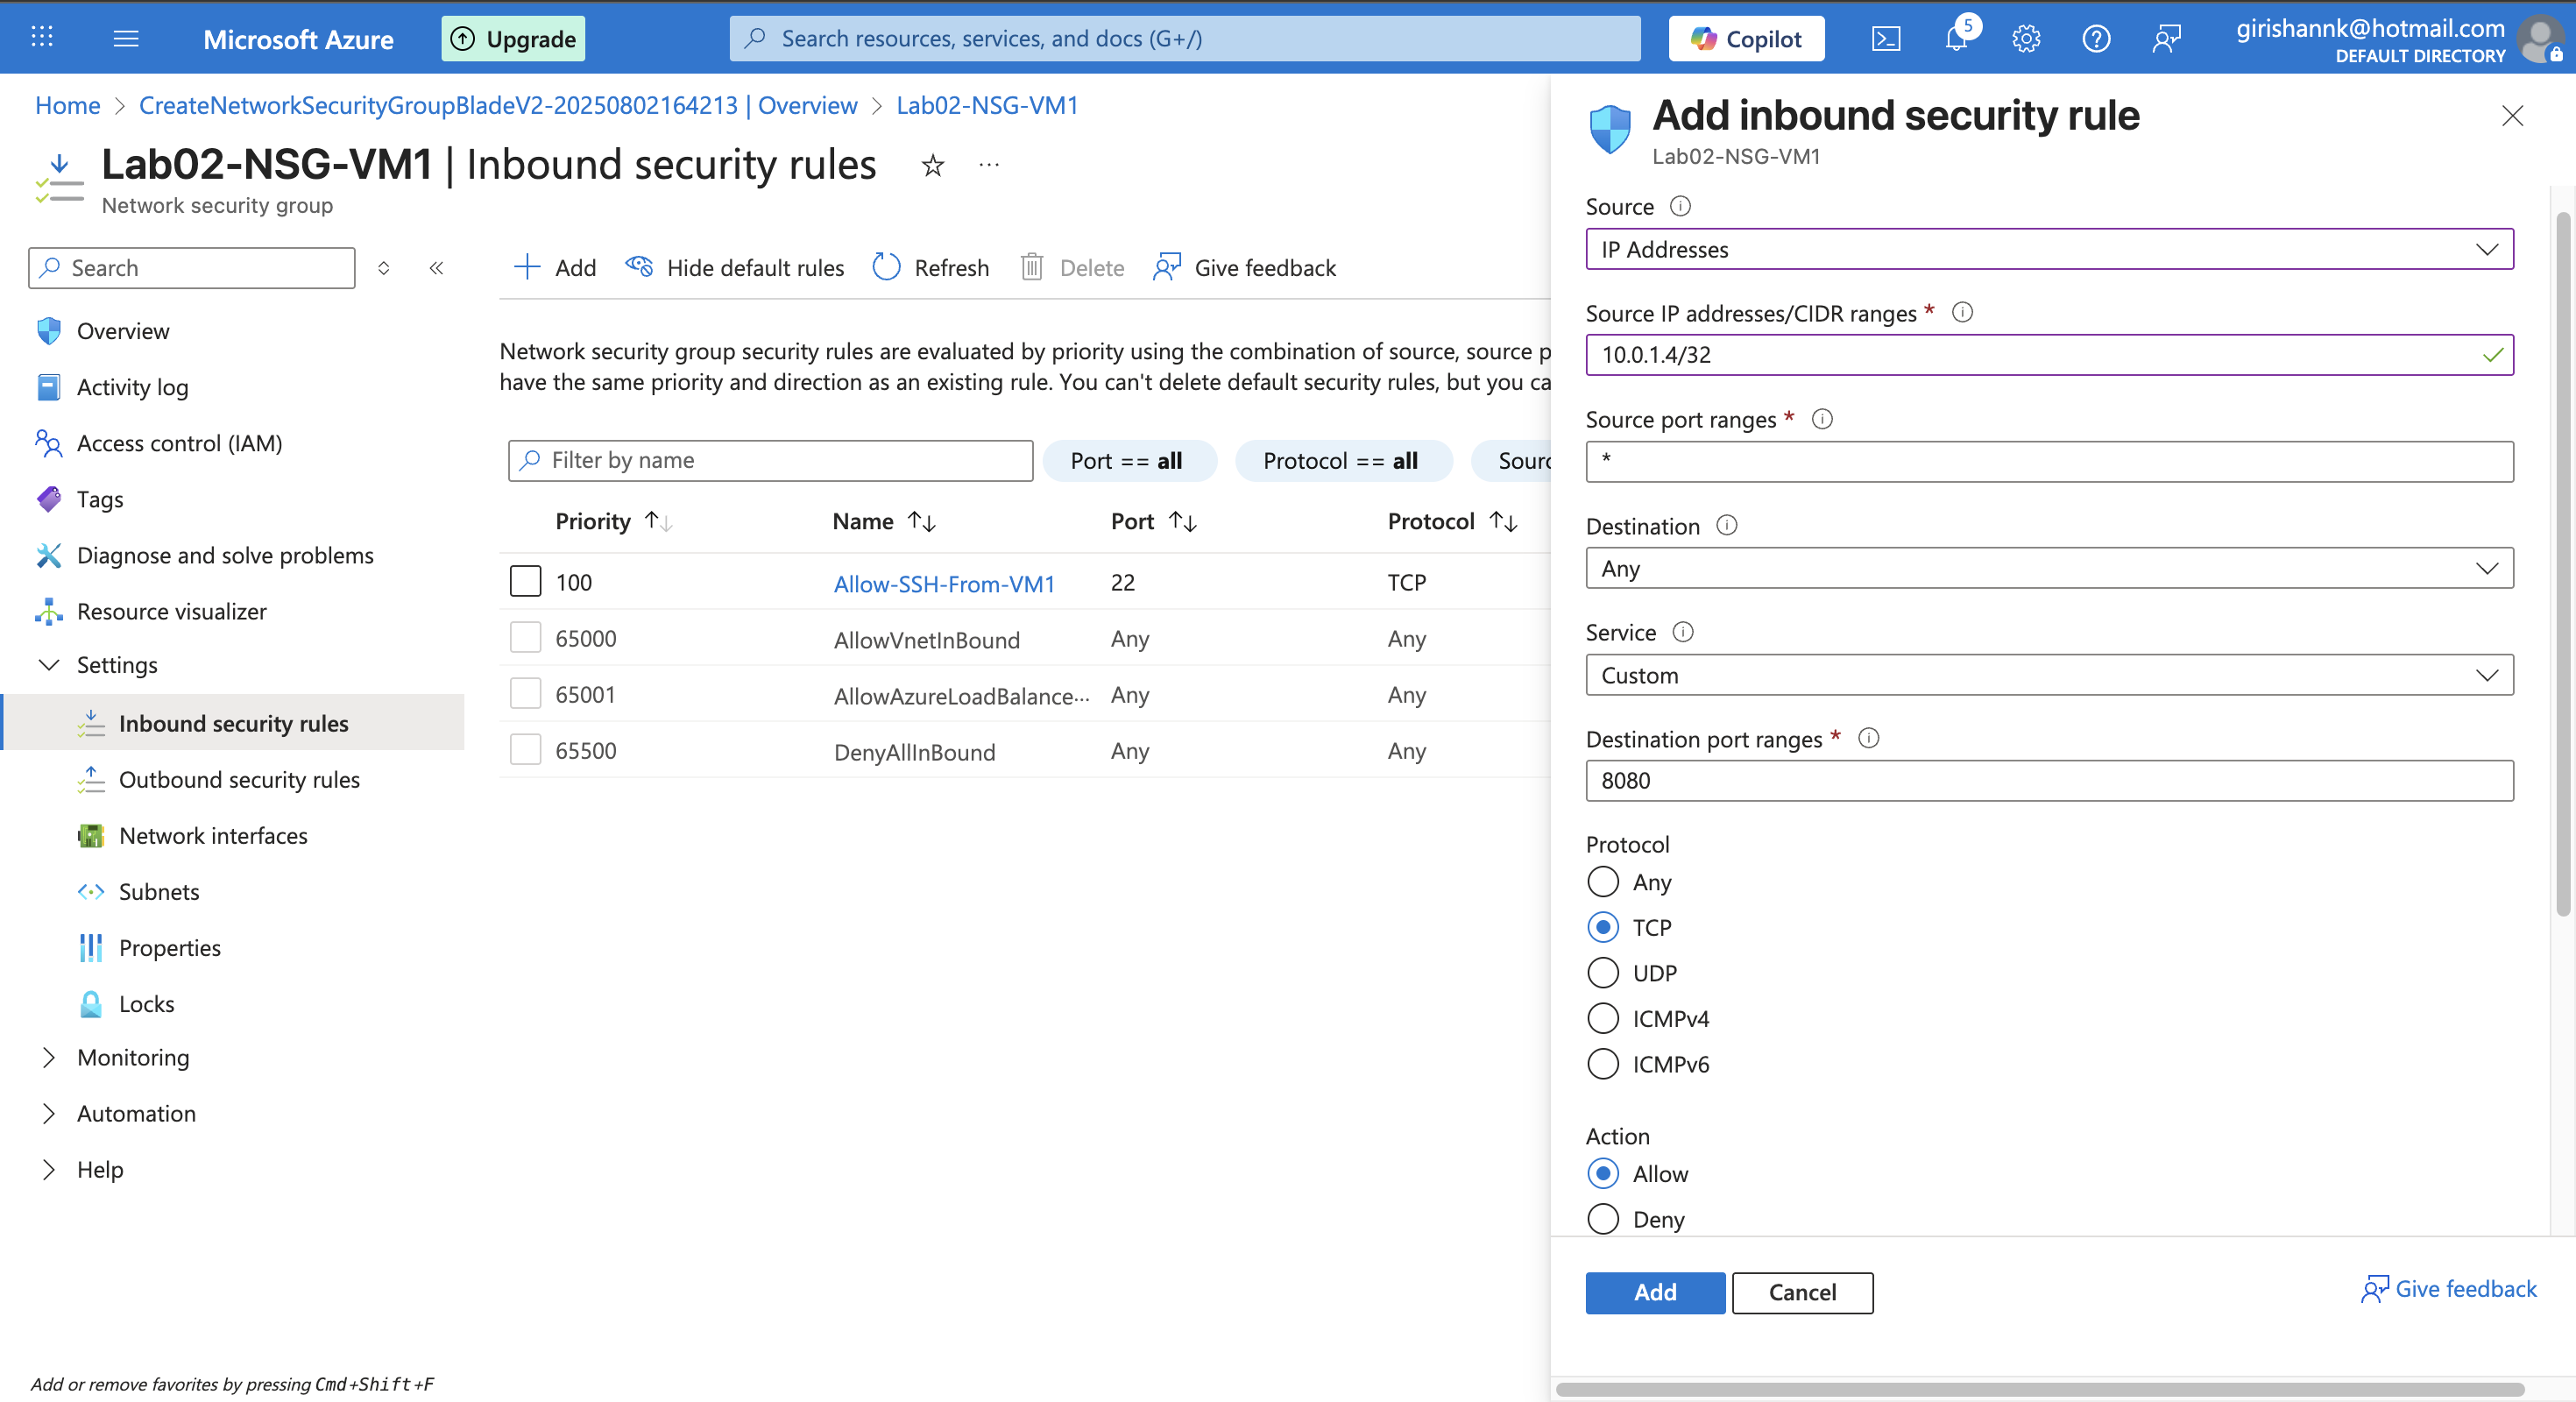 Microsoft Azure
Upgrade
Search resources, services, and docs (G+/)
Copilot
5
girishannk@hotmail.com
DEFAULT DIRECTORY
Home > CreateNetworkSecurityGroupBladeV2-20250802164213 | Overview > Lab02-NSG-VM1
Lab02-NSG-VM1 | Inbound security rules
Network security group
Search
Overview
Activity log
Access control (IAM)
Tags
Diagnose and solve problems
Resource visualizer
Settings
Inbound security rules
Outbound security rules
Network interfaces
Subnets
Properties
Locks
Monitoring
Automation
Help
Add or remove favorites by pressing Cmd+Shift+F
Add
Hide default rules
Refresh
Delete
Give feedback
Network security group security rules are evaluated by priority using the combination of source, source p
have the same priority and direction as an existing rule. You can't delete default security rules, but you ca
Filter by name
Port == all
Protocol == all
Sourc
Priority Name Port Protocol
100 Allow-SSH-From-VM1 22 TCP
65000 AllowVnetInBound Any Any
65001 AllowAzureLoadBalance... Any Any
65500 DenyAllInBound Any Any
Add inbound security rule
Lab02-NSG-VM1
Source
IP Addresses
Source IP addresses/CIDR ranges *
10.0.1.4/32
Source port ranges *
*
Destination
Any
Service
Custom
Destination port ranges *
8080
Protocol
Any
TCP
UDP
ICMPv4
ICMPv6
Action
Allow
Deny
Add
Cancel
Give feedback